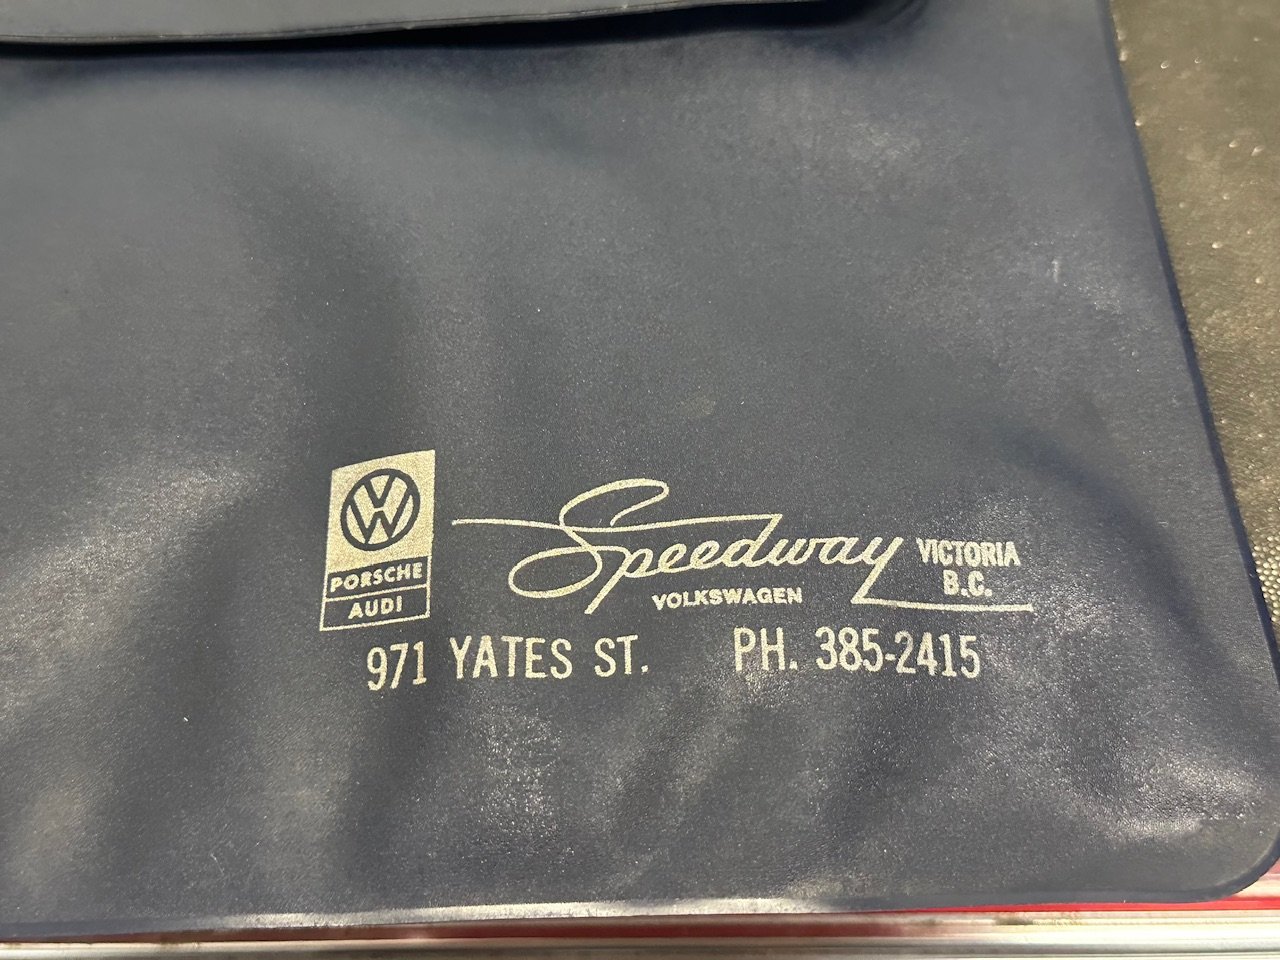 VW
PORSCHE
AUDI
Speedway
VOLKSWAGEN
VICTORIA
B.C.
971 YATES ST. PH. 385-2415